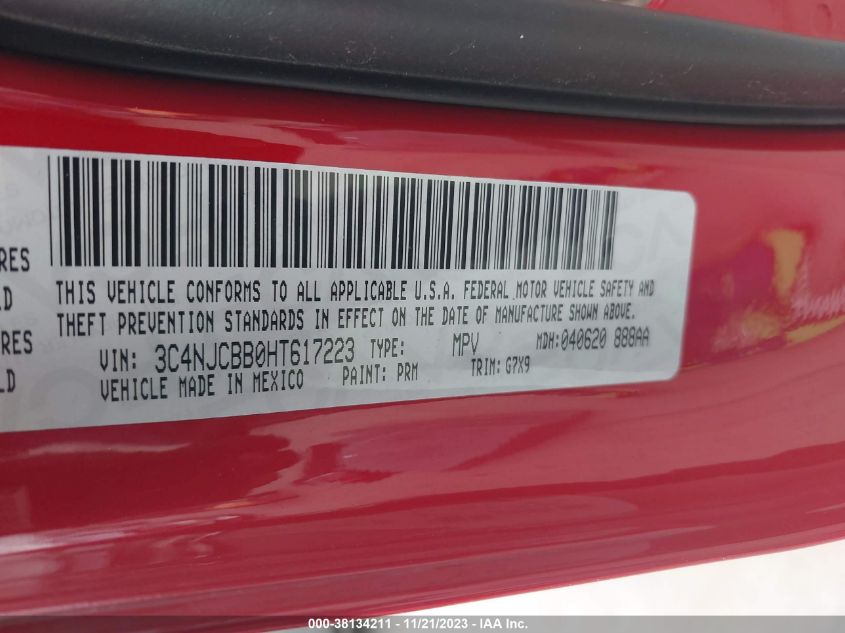 RES
LD
RES
LD
THIS VEHICLE CONFORMS TO ALL APPLICABLE U.S.A. FEDERAL MOTOR VEHICLE SAFETY AND
THEFT PREVENTION STANDARDS IN EFFECT ON THE DATE OF MANUFACTURE SHOWN ABOVE.
VIN: 3C4NJCBB0HT617223 TYPE: MPV MDH:040620 888AA
VEHICLE MADE IN MEXICO PAINT: PRM TRIM: G7X9
000-38134211 - 11/21/2023 - IAA Inc.